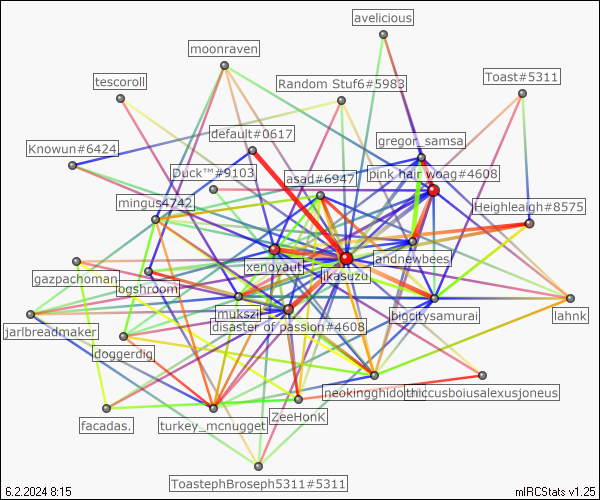 avelicious
moonraven
tescoroll
Random Stuf6#5983
Toast#5311
default#0617
gregor_samsa
Knowun#6424
Duck™#9103
asad#6947
pink hair woag#4608
mingus4742
Heighleaigh#8575
andnewbees
xenoyaut
ikasuzu
gazpachoman
logshroom
mukszi
bigcitysamurai
lahnk
jarlbreadmaker
disaster of passion#4608
doggerdig
neokingghidorah
thiccusboiusalexusjoneus
facadas.
turkey_mcnugget
ZeeHonK
ToastephBroseph5311#5311
6.2.2024 8:15
mIRCStats v1.25